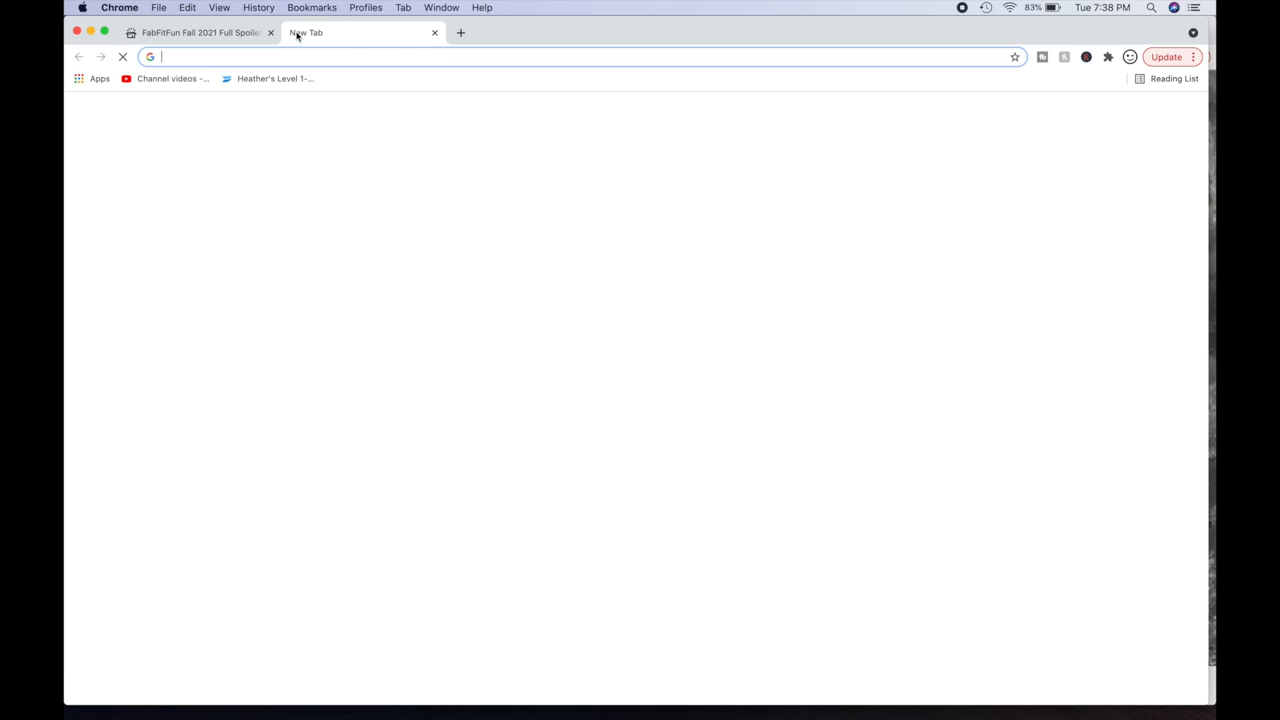 Chrome File Edit View History Bookmarks Profiles Tab Window Help 83% Tue 7:38 PM
FabFitFun Fall 2021 Full Spoiler New Tab
Update
Apps Channel videos -... Heather's Level 1-... Reading List